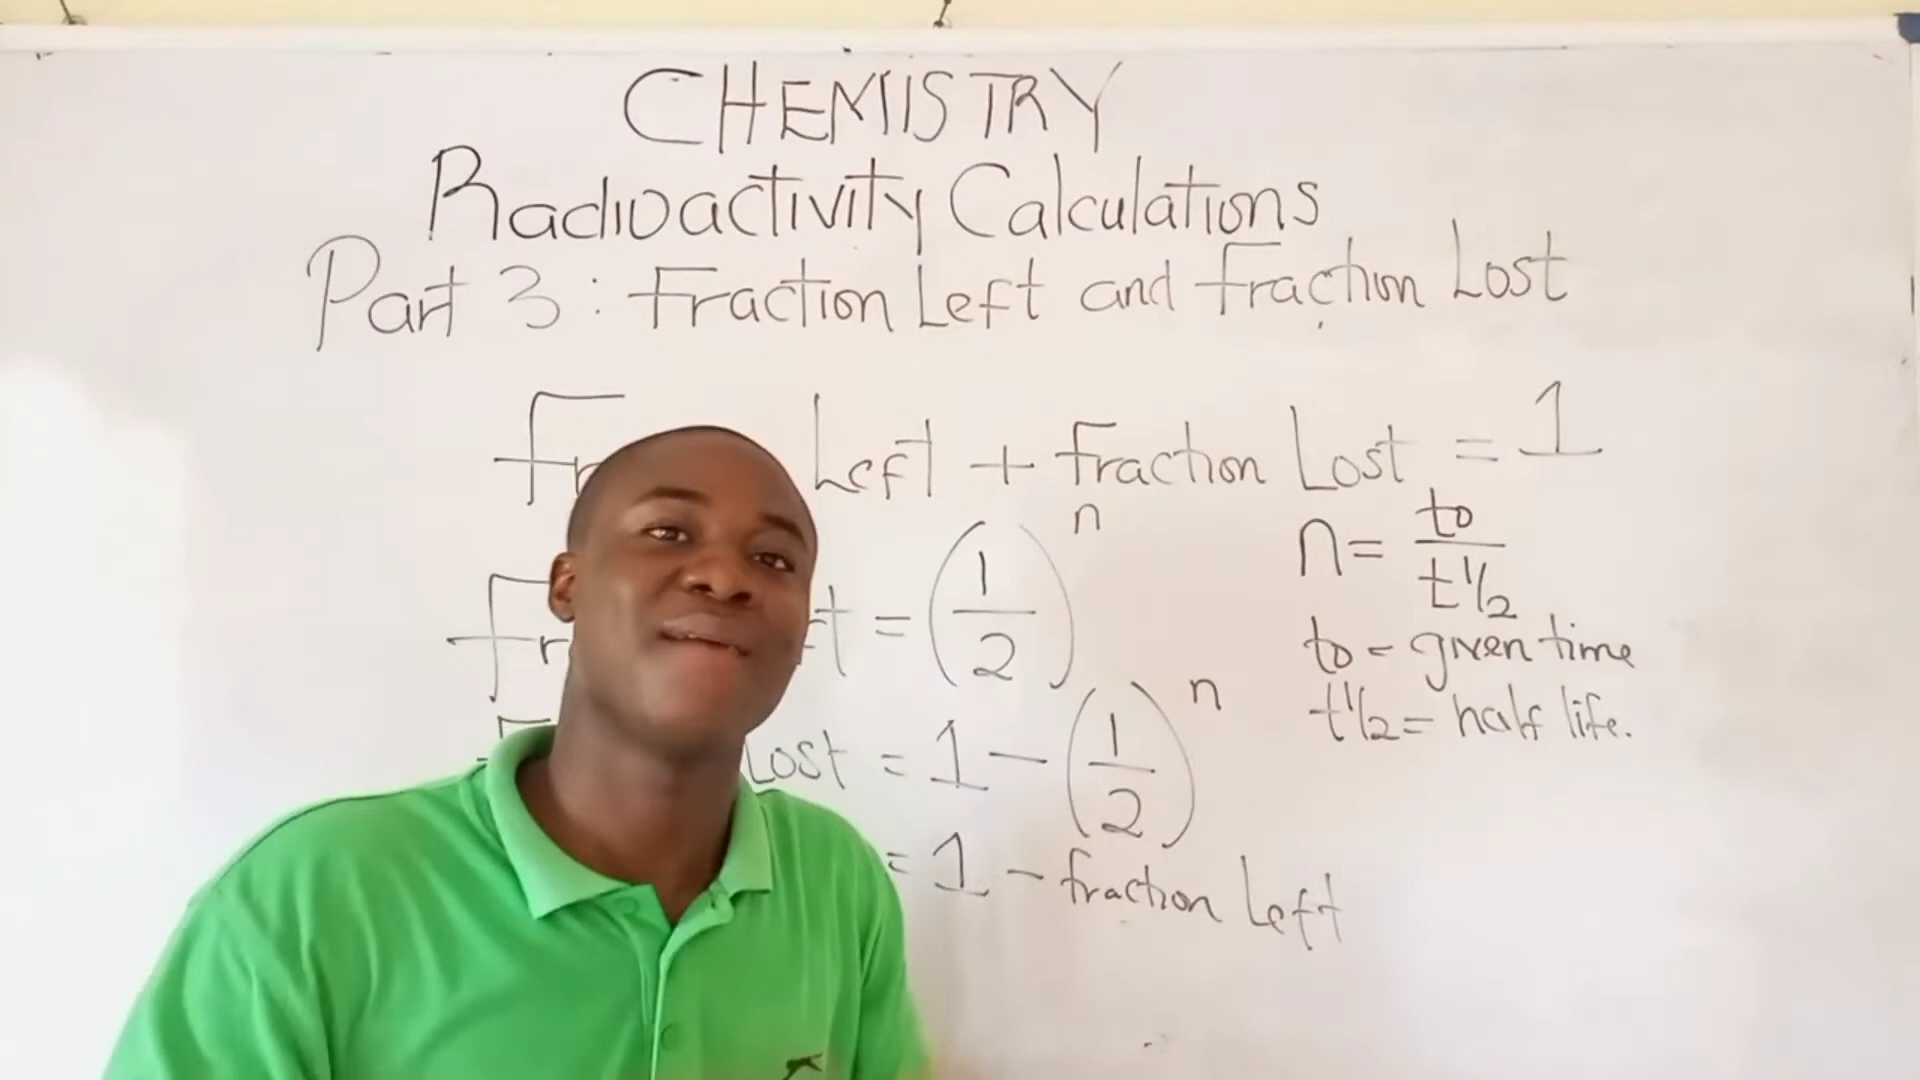 CHEMISTRY
Radioactivity Calculations
Part 3: Fraction Left and fraction Lost
Left + fraction Lost = 1
= (1/2)^n
n = to/t1/2
to - given time
t1/2 = half life.
Lost = 1 - (1/2)^n
= 1 - fraction Left